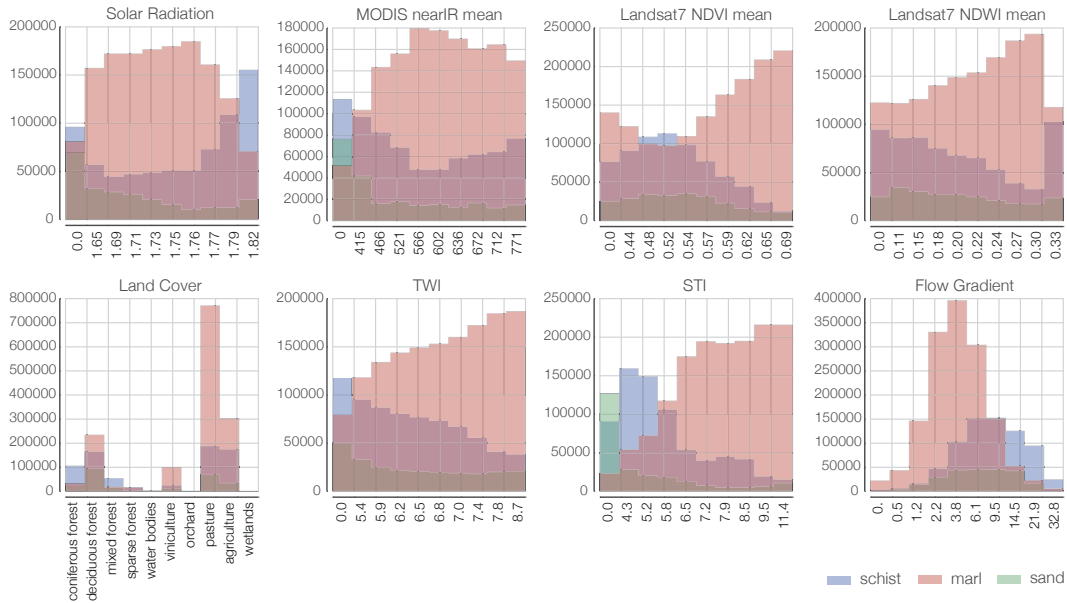 Solar Radiation
200000
150000
100000
50000
0
0.0 1.65 1.69 1.71 1.73 1.75 1.76 1.77 1.79 1.82
MODIS nearIR mean
180000
160000
140000
120000
100000
80000
60000
40000
20000
0
0 415 466 521 566 602 636 672 712 771
Landsat7 NDVI mean
250000
200000
150000
100000
50000
0
0.0 0.44 0.48 0.52 0.54 0.57 0.59 0.62 0.65 0.69
Landsat7 NDWI mean
200000
150000
100000
50000
0
0.0 0.11 0.15 0.18 0.20 0.22 0.24 0.27 0.30 0.33
Land Cover
800000
700000
600000
500000
400000
300000
200000
100000
0
coniferous forest
deciduous forest
mixed forest
sparse forest
water bodies
viniculture
orchard
pasture
agriculture
wetlands
TWI
200000
150000
100000
50000
0
0.0 5.4 5.9 6.2 6.5 6.8 7.0 7.4 7.8 8.7
STI
200000
150000
100000
50000
0
0.0 4.3 5.2 5.8 6.5 7.2 7.9 8.5 9.5 11.4
Flow Gradient
400000
350000
300000
250000
200000
150000
100000
50000
0
0. 0.5 1.2 2.2 3.8 6.1 9.5 14.5 21.9 32.8
schist marl sand